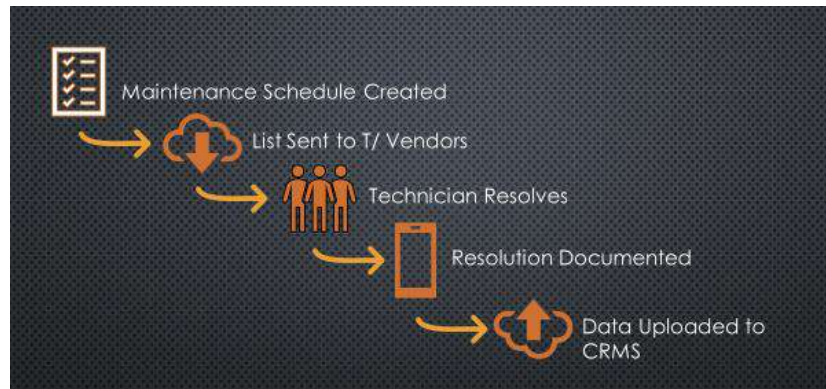 Maintenance Schedule Created
List Sent to T/ Vendors
Technician Resolves
Resolution Documented
Data Uploaded to
CRMS